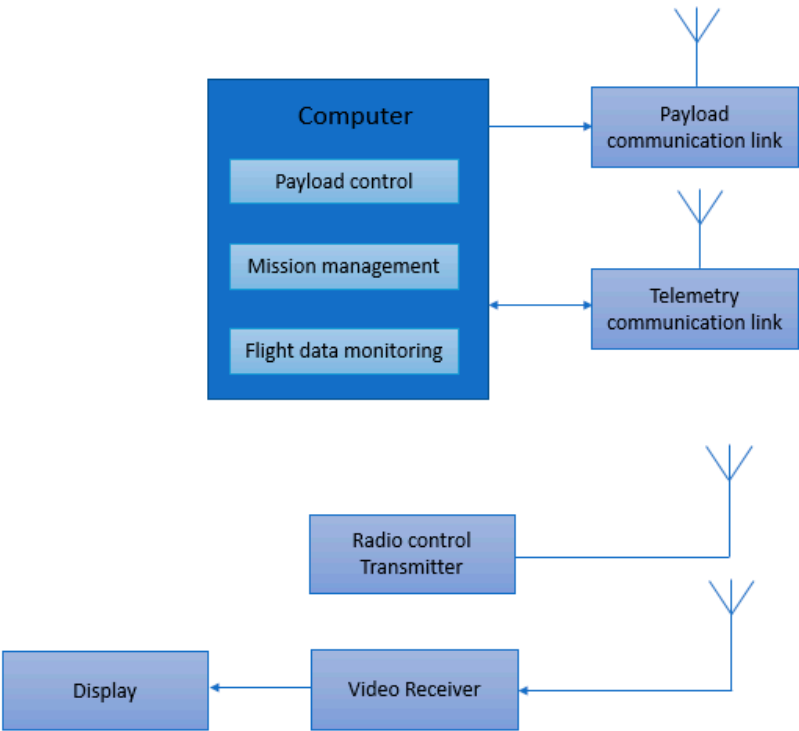 Computer
Payload control
Mission management
Flight data monitoring
Payload
communication link
Telemetry
communication link
Radio control
Transmitter
Display
Video Receiver